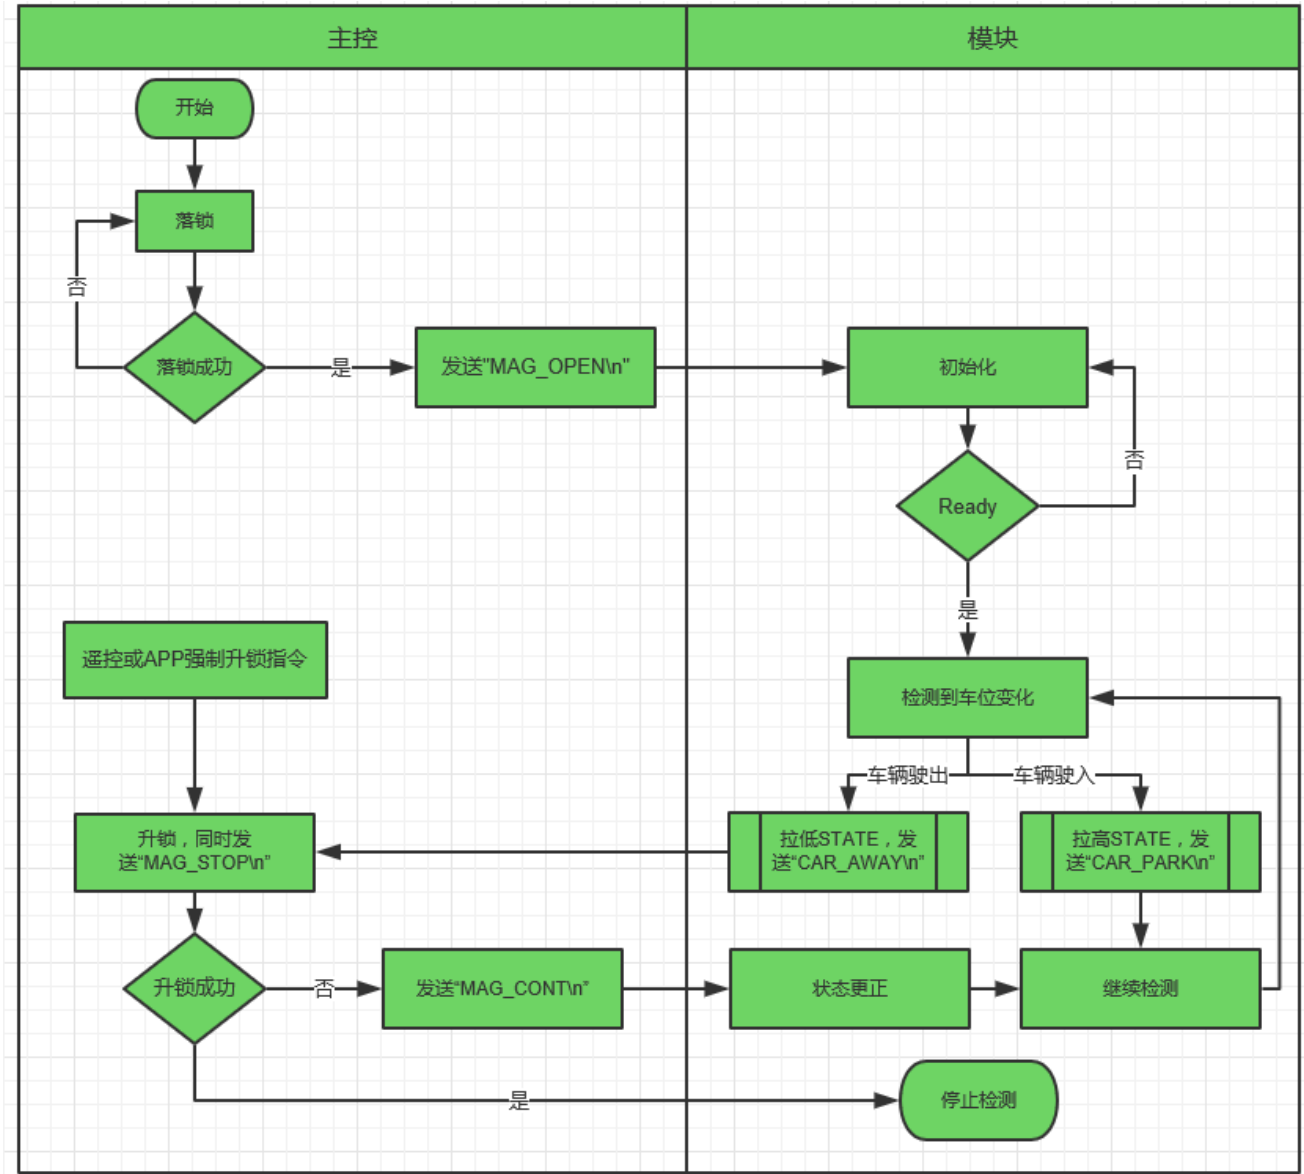 主控
模块
开始
落锁
否
落锁成功
是
发送"MAG_OPEN\n"
初始化
否
Ready
是
遥控或APP强制升锁指令
检测到车位变化
车辆驶出
车辆驶入
升锁，同时发
送“MAG_STOP\n”
拉低STATE，发
送“CAR_AWAY\n”
拉高STATE，发
送“CAR_PARK\n”
升锁成功
否
发送“MAG_CONT\n”
状态更正
继续检测
是
停止检测